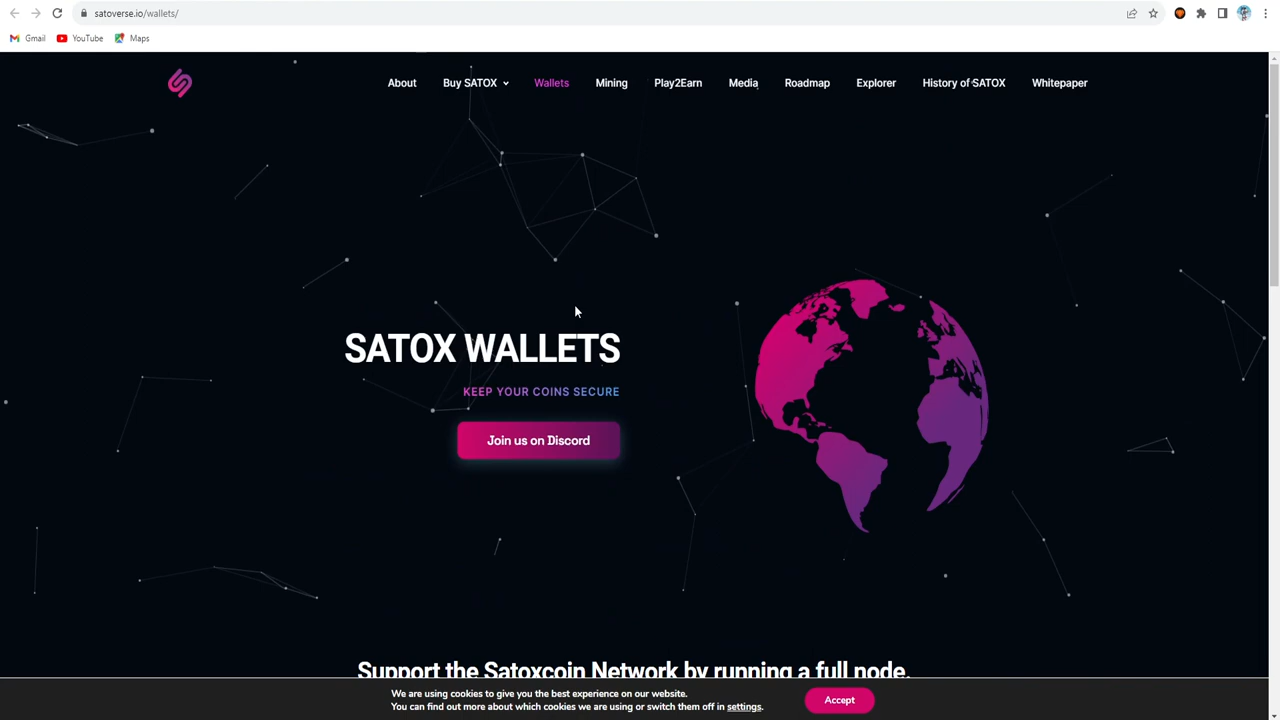 satoverse.io/wallets/
Gmail YouTube Maps
About Buy SATOX Wallets Mining Play2Earn Media Roadmap Explorer History of SATOX Whitepaper
SATOX WALLETS
KEEP YOUR COINS SECURE
Join us on Discord
Support the Satoxcoin Network by running a full node.
We are using cookies to give you the best experience on our website.
You can find out more about which cookies we are using or switch them off in settings.
Accept